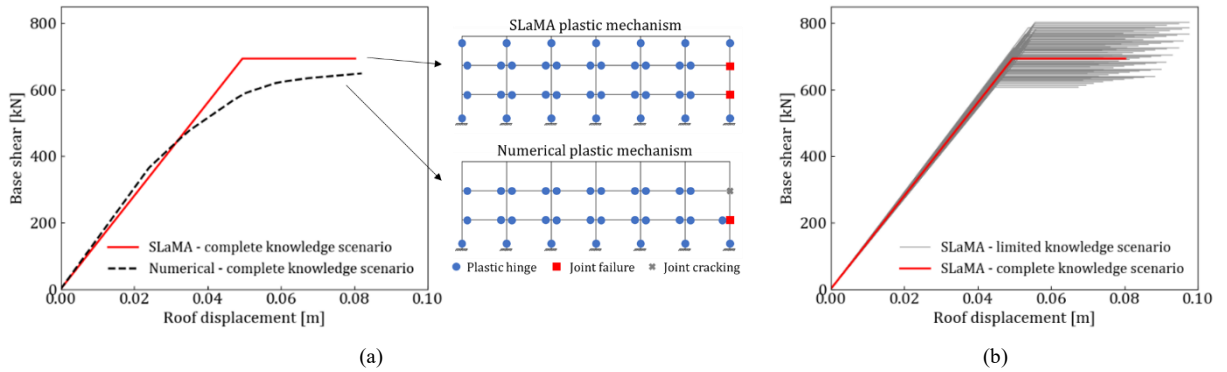 800
600
400
200
0
Base shear [kN]
SLaMA - complete knowledge scenario
Numerical - complete knowledge scenario
0.00 0.02 0.04 0.06 0.08 0.10
Roof displacement [m]
SLaMA plastic mechanism
Numerical plastic mechanism
Plastic hinge Joint failure Joint cracking
(a)
800
600
400
200
0
Base shear [kN]
SLaMA - limited knowledge scenario
SLaMA - complete knowledge scenario
0.00 0.02 0.04 0.06 0.08 0.10
Roof displacement [m]
(b)